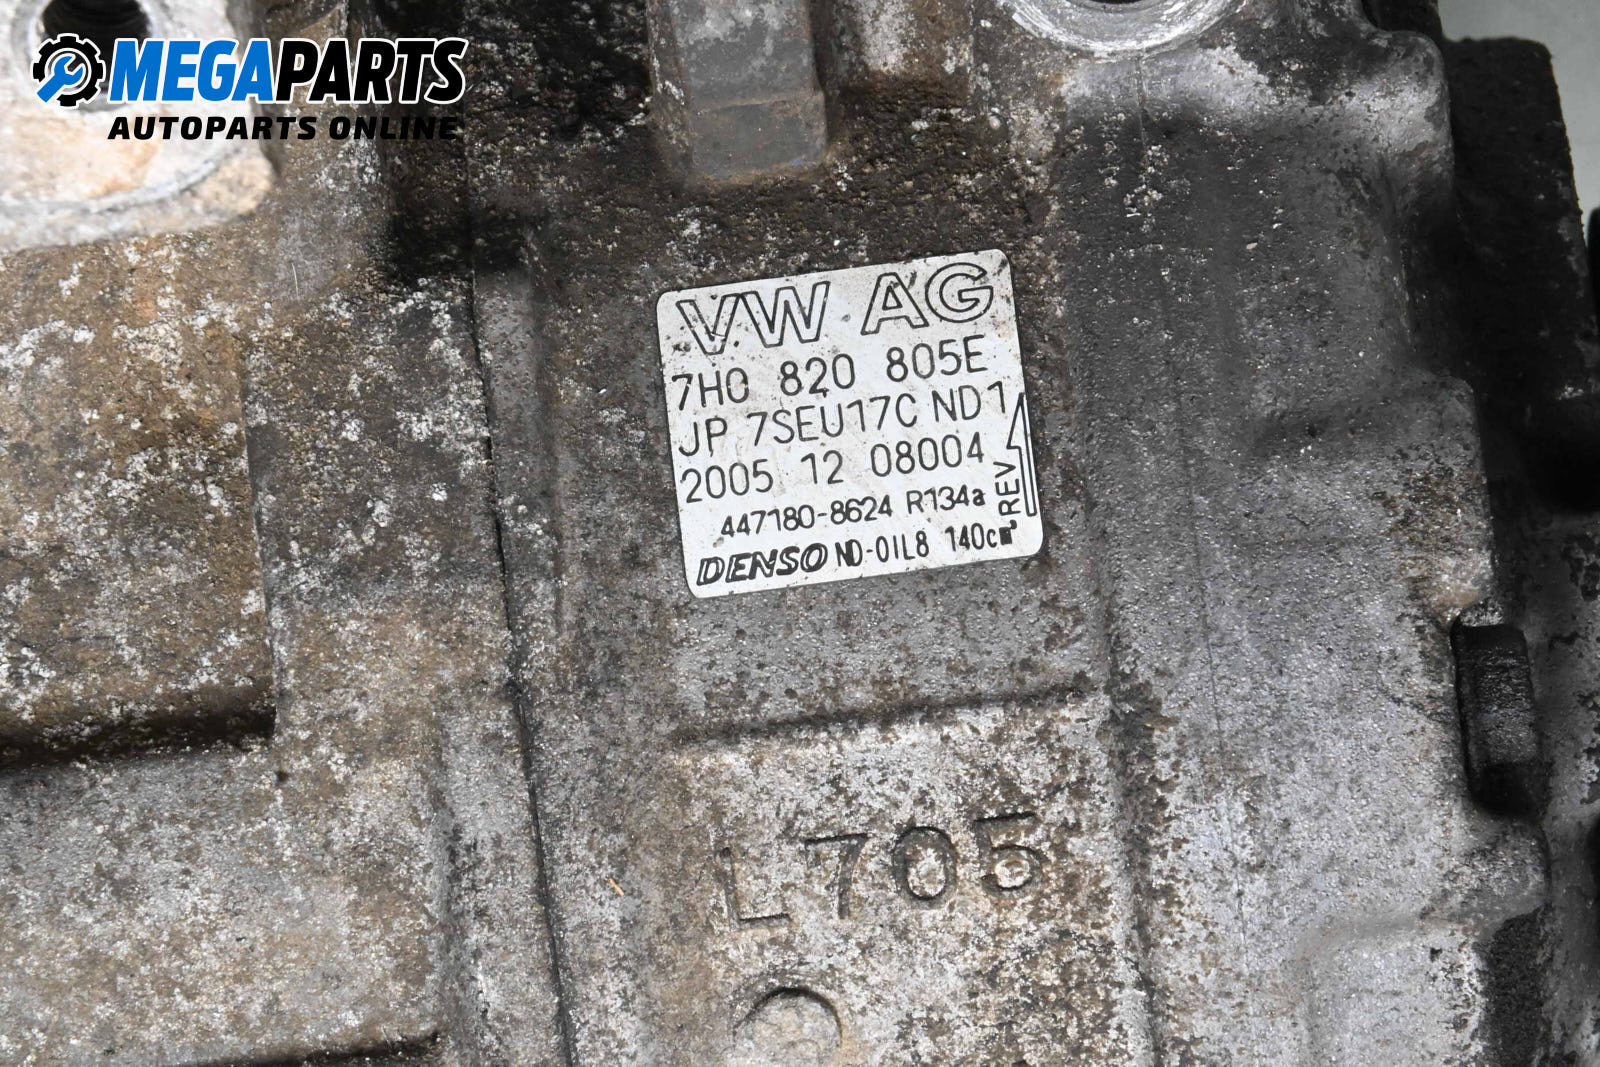 MEGAPARTS
AUTOPARTS ONLINE
VW AG
7H0 820 805E
JP 7SEU17C ND1
2005 12 08004
447180-8624 R134a
REV
DENSO ND-OIL8 140cm³
L705